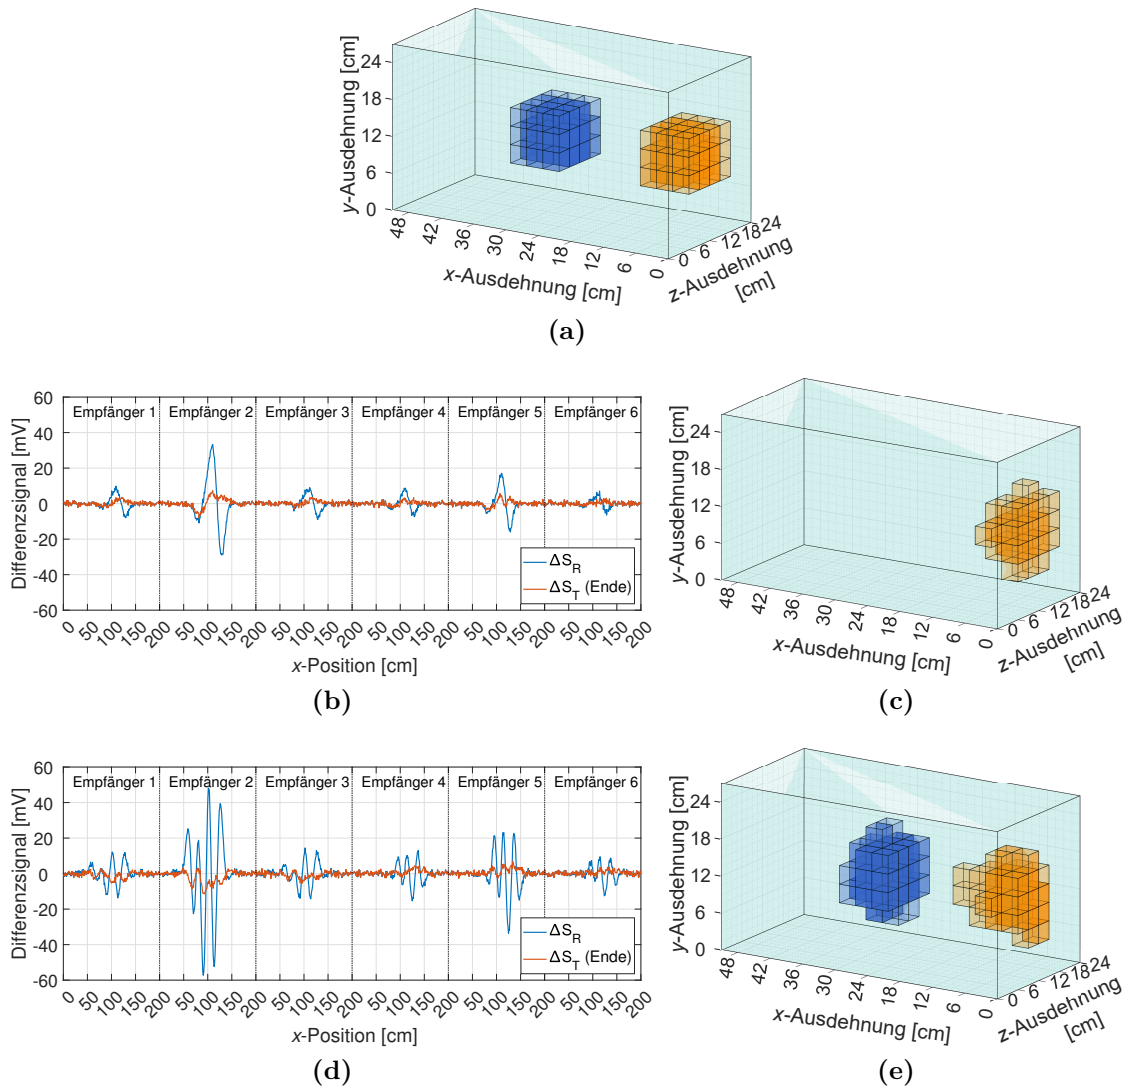 24
18
12
6
0
y-Ausdehnung [cm]
48 42 36 30 24 18 12 6 0
x-Ausdehnung [cm]
0 6 12 18 24
z-Ausdehnung
[cm]
(a)
60
40
20
0
-20
-40
-60
Differenzsignal [mV]
Empfänger 1 Empfänger 2 Empfänger 3 Empfänger 4 Empfänger 5 Empfänger 6
ΔS_R
ΔS_T (Ende)
0 50 100 150 200 50 100 150 200 50 100 150 200 50 100 150 200 50 100 150 200 50 100 150 200
x-Position [cm]
(b)
24
18
12
6
0
y-Ausdehnung [cm]
48 42 36 30 24 18 12 6 0
x-Ausdehnung [cm]
0 6 12 18 24
z-Ausdehnung
[cm]
(c)
60
40
20
0
-20
-40
-60
Differenzsignal [mV]
Empfänger 1 Empfänger 2 Empfänger 3 Empfänger 4 Empfänger 5 Empfänger 6
ΔS_R
ΔS_T (Ende)
0 50 100 150 200 50 100 150 200 50 100 150 200 50 100 150 200 50 100 150 200 50 100 150 200
x-Position [cm]
(d)
24
18
12
6
0
y-Ausdehnung [cm]
48 42 36 30 24 18 12 6 0
x-Ausdehnung [cm]
0 6 12 18 24
z-Ausdehnung
[cm]
(e)